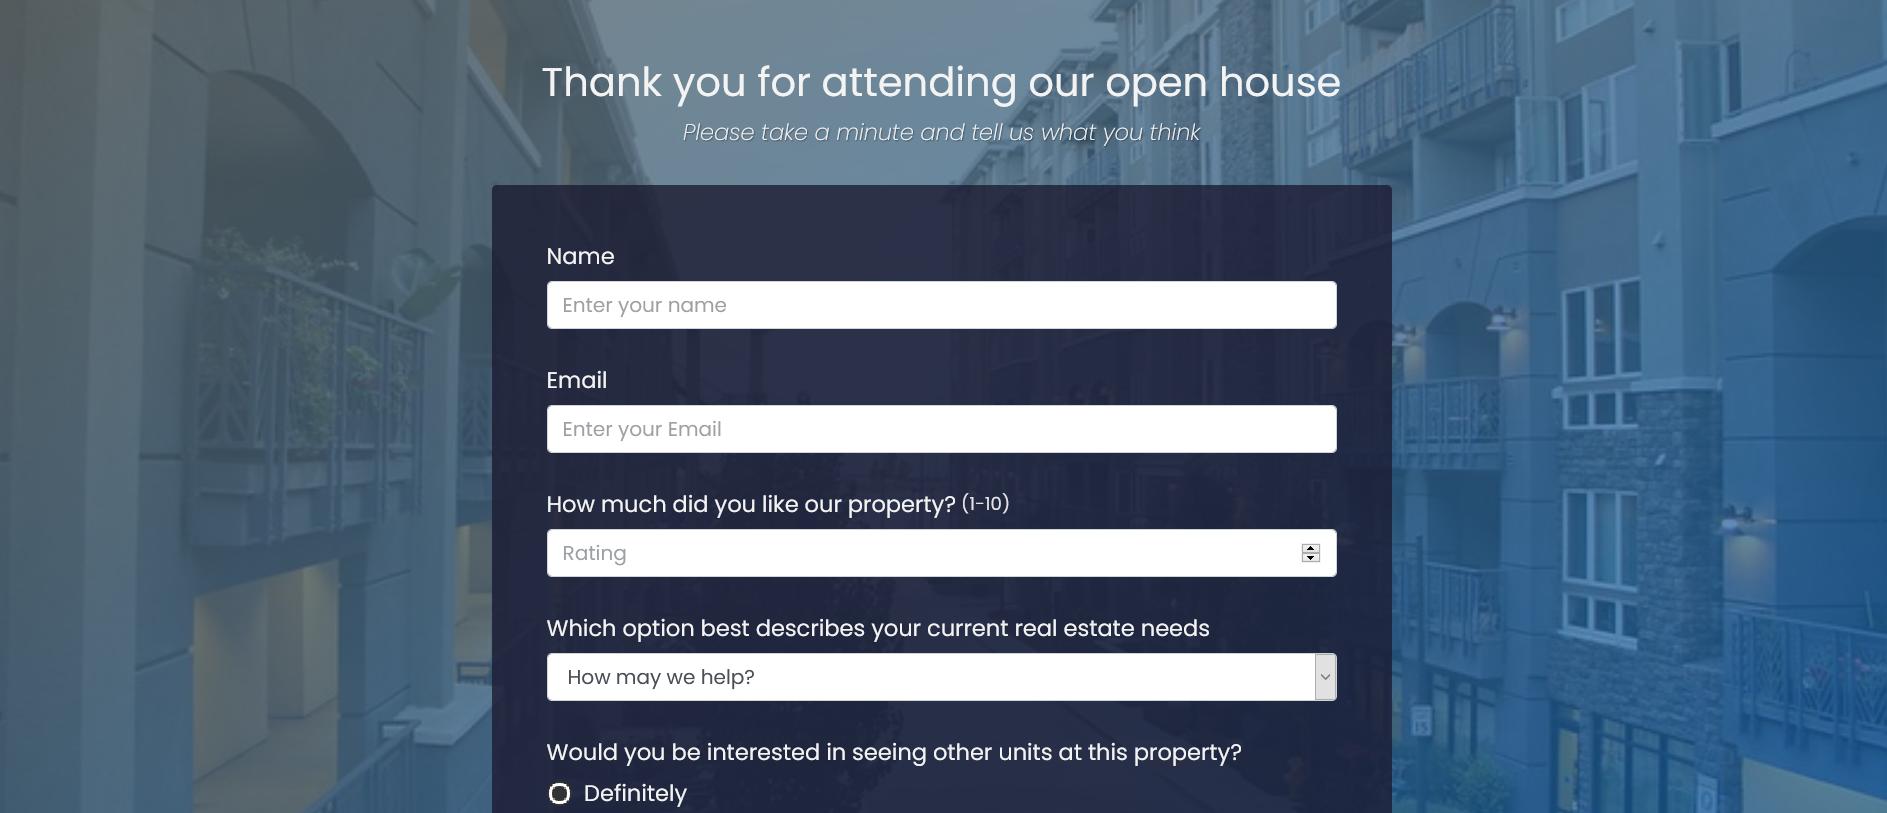 Thank you for attending our open house
Please take a minute and tell us what you think
Name
Enter your name
Email
Enter your Email
How much did you like our property? (1-10)
Rating
Which option best describes your current real estate needs
How may we help?
Would you be interested in seeing other units at this property?
Definitely